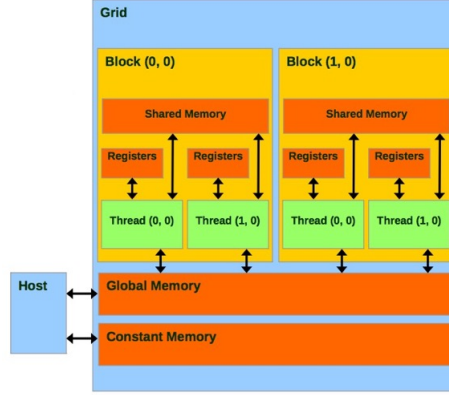 Grid
Block (0, 0)
Block (1, 0)
Shared Memory
Shared Memory
Registers
Registers
Registers
Registers
Thread (0, 0)
Thread (1, 0)
Thread (0, 0)
Thread (1, 0)
Host
Global Memory
Constant Memory